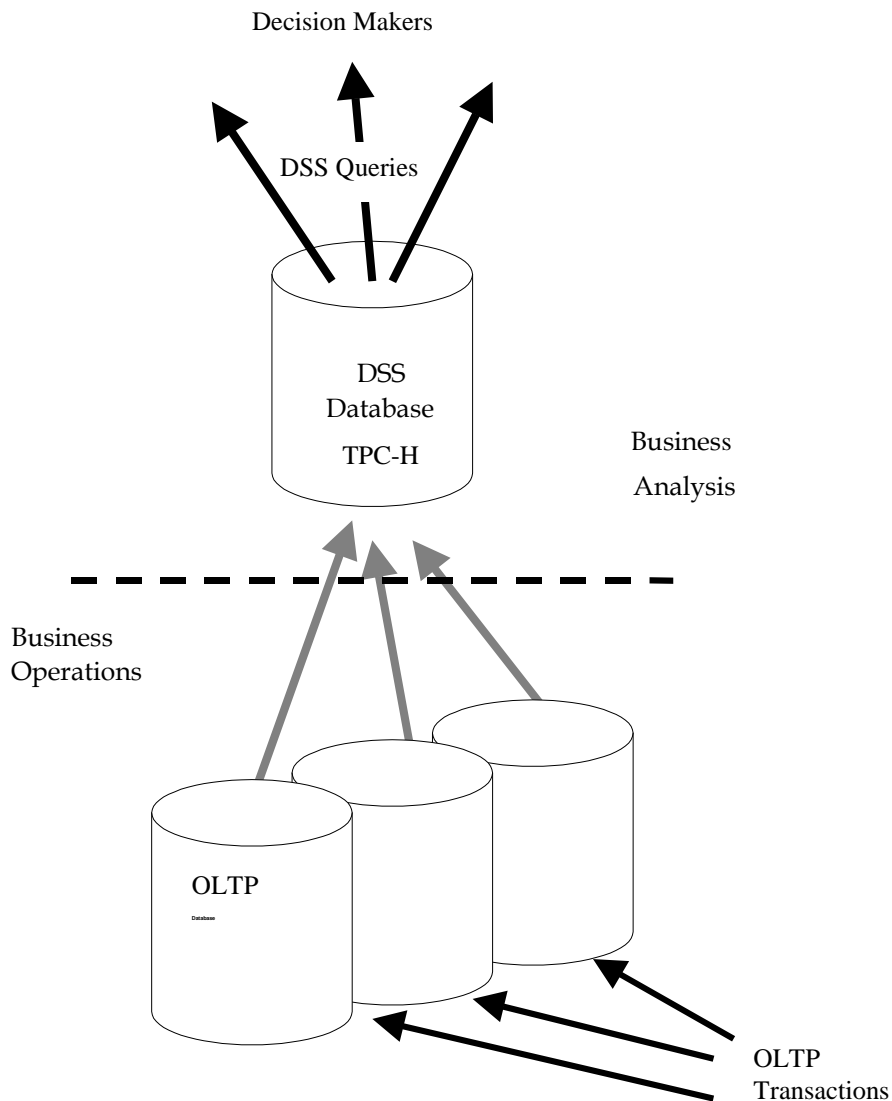 Decision Makers
DSS Queries
DSS
Database
TPC-H
Business
Analysis
Business
Operations
OLTP
Database
OLTP
Transactions